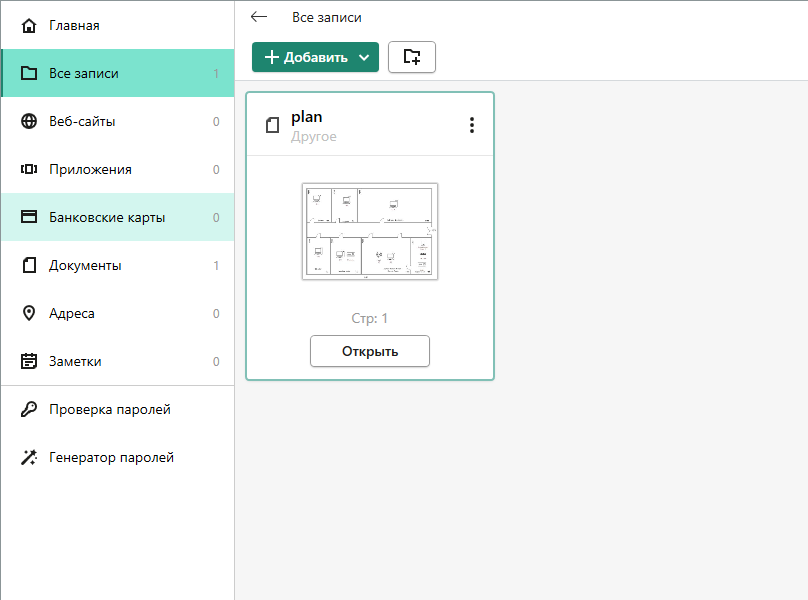 Главная
Все записи 1
Веб-сайты 0
Приложения 0
Банковские карты 0
Документы 1
Адреса 0
Заметки 0
Проверка паролей
Генератор паролей
Все записи
Добавить
plan
Другое
Стр: 1
Открыть